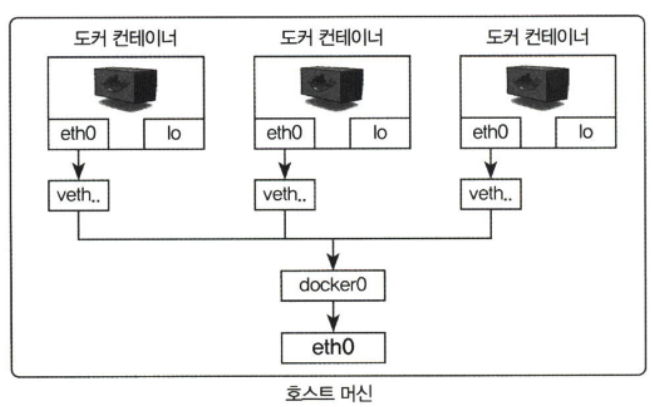 도커 컨테이너 도커 컨테이너 도커 컨테이너
eth0 lo eth0 lo eth0 lo
veth.. veth.. veth..
docker0
eth0
호스트 머신